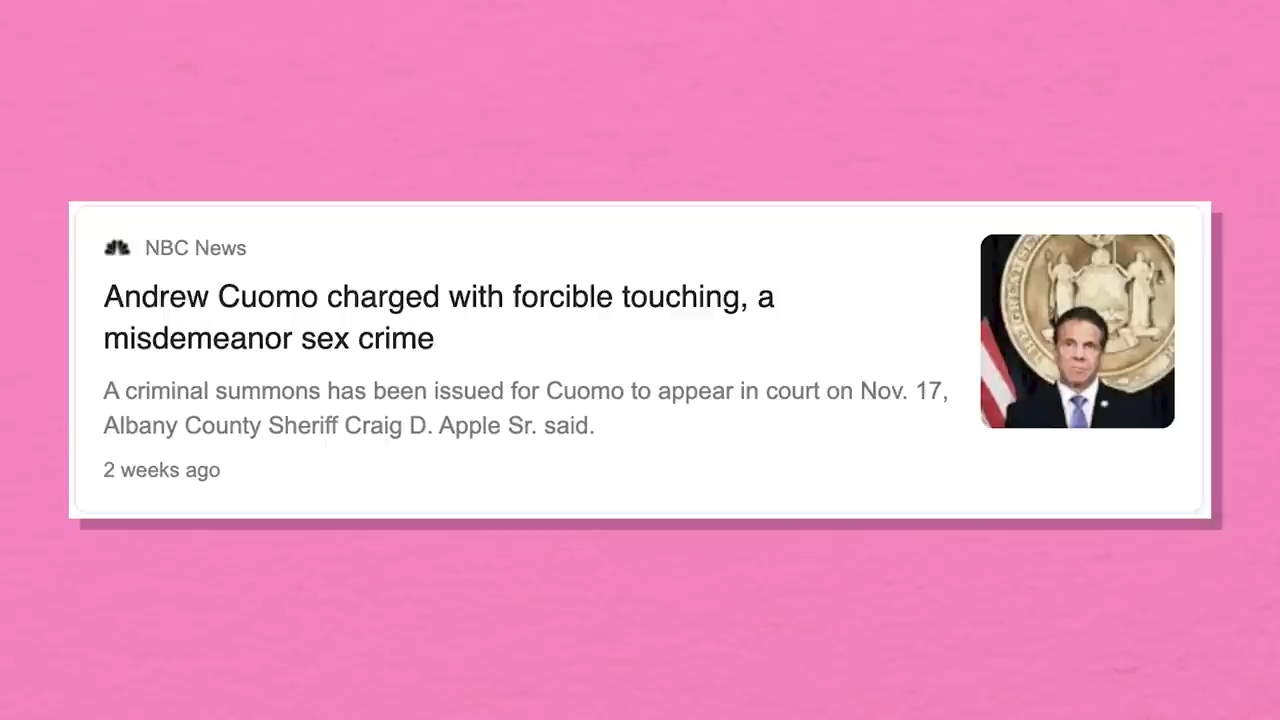 NBC News
Andrew Cuomo charged with forcible touching, a
misdemeanor sex crime
A criminal summons has been issued for Cuomo to appear in court on Nov. 17,
Albany County Sheriff Craig D. Apple Sr. said.
2 weeks ago